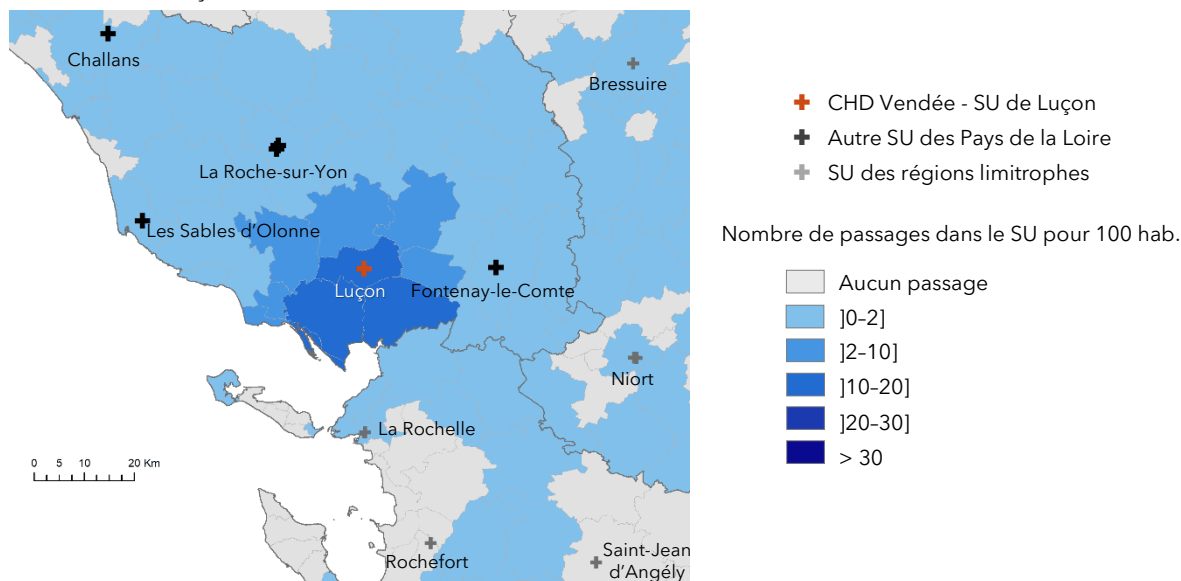 Challans
Bressuire
La Roche-sur-Yon
Les Sables d'Olonne
Luçon
Fontenay-le-Comte
Niort
La Rochelle
0 5 10 20 Km
Rochefort
Saint-Jean
d'Angély
CHD Vendée - SU de Luçon
Autre SU des Pays de la Loire
SU des régions limitrophes
Nombre de passages dans le SU pour 100 hab.
Aucun passage
]0-2]
]2-10]
]10-20]
]20-30]
> 30